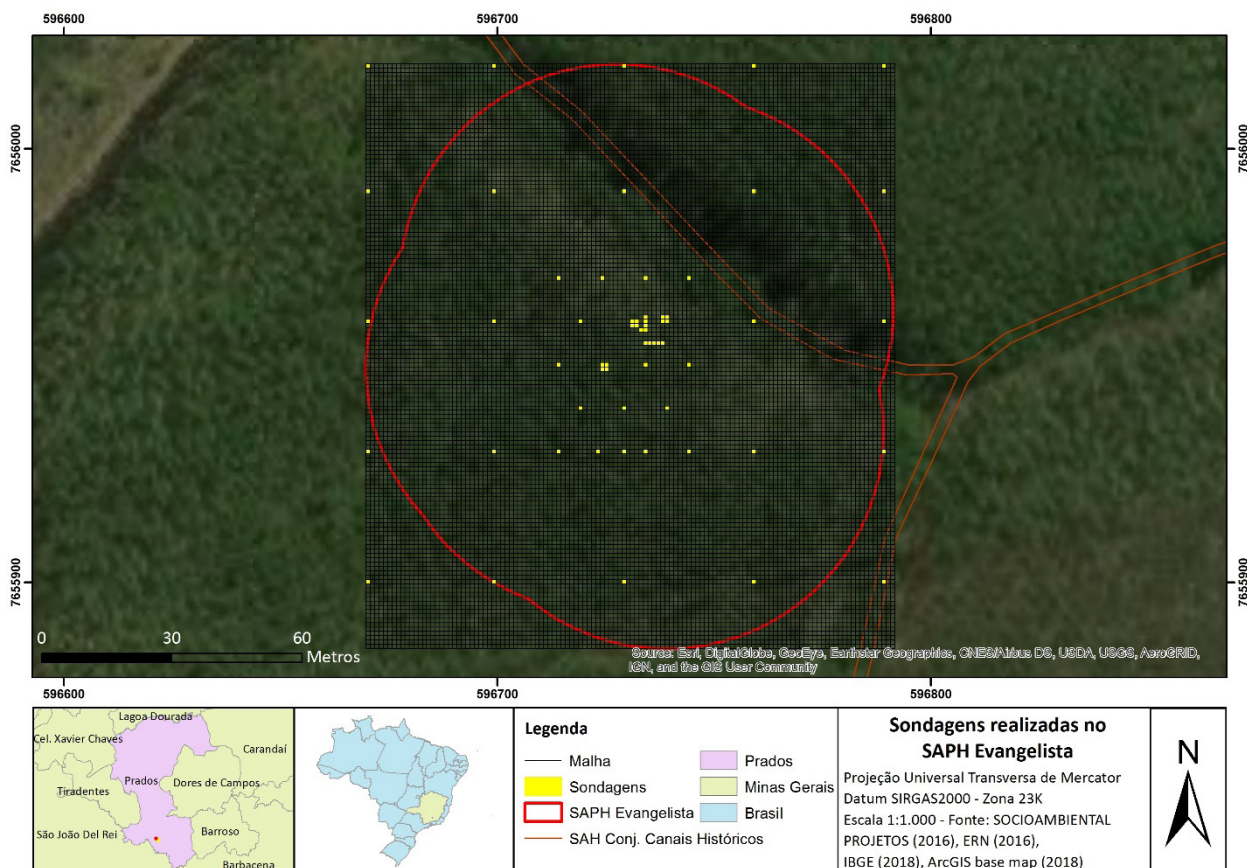 596600 596700 596800
7656000 7656000
7655900 7655900
0 30 60
Metros
Source: Esri, DigitalGlobe, GeoEye, Earthstar Geographics, CNES/Airbus DS, USDA, USGS, AeroGRID,
IGN, and the GIS User Community
596600 596700 596800
Lagoa Dourada
Cel. Xavier Chaves
Carandaí
Prados
Dores de Campos
Tiradentes
São João Del Rei
Barroso
Barbacena
Legenda
Malha
Sondagens
SAPH Evangelista
SAH Conj. Canais Históricos
Prados
Minas Gerais
Brasil
Sondagens realizadas no
SAPH Evangelista
Projeção Universal Transversa de Mercator
Datum SIRGAS2000 - Zona 23K
Escala 1:1.000 - Fonte: SOCIOAMBIENTAL
PROJETOS (2016), ERN (2016),
IBGE (2018), ArcGIS base map (2018)
N